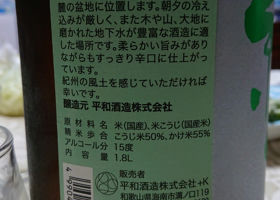 麓の盆地に位置します。朝夕の冷え
込みが厳しく、また木や山、大地に
磨かれた地下水が豊富な酒造に適
した場所です。柔らかい旨みがあり
ながらもすっきり辛口に仕上がって
います。
紀州の風土を感じていただければ
幸いです。
醸造元 平和酒造株式会社
原材料名 米(国産)、米こうじ(国産米)
精米歩合 こうじ米50%、かけ米55%
アルコール分 15度
内容量 1.8L
販売者
平和酒造株式会社+K
和歌山県海南市溝ノ口119